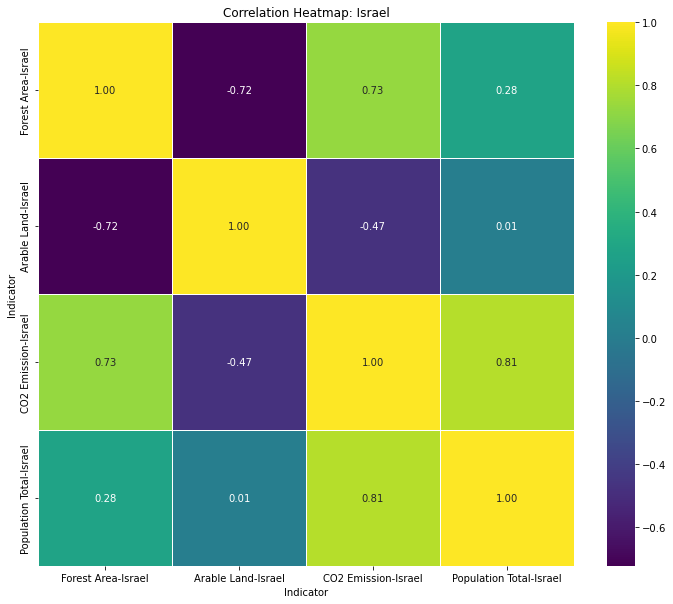 Correlation Heatmap: Israel
Indicator
Forest Area-Israel
1.00 -0.72 0.73 0.28
Arable Land-Israel
-0.72 1.00 -0.47 0.01
CO2 Emission-Israel
0.73 -0.47 1.00 0.81
Population Total-Israel
0.28 0.01 0.81 1.00
Forest Area-Israel Arable Land-Israel CO2 Emission-Israel Population Total-Israel
Indicator
1.0
0.8
0.6
0.4
0.2
0.0
−0.2
−0.4
−0.6